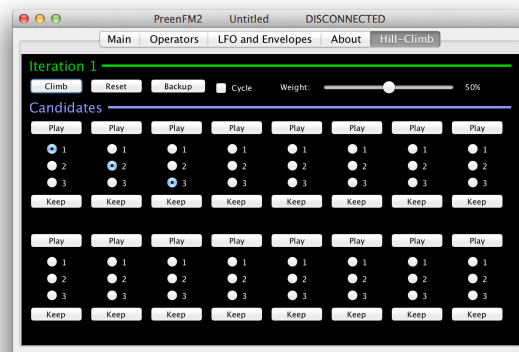 PreenFM2 Untitled DISCONNECTED
Main Operators LFO and Envelopes About Hill-Climb
Iteration 1
Climb Reset Backup Cycle Weight: 50%
Candidates
Play Play Play Play Play Play Play Play
1 1 1 1 1 1 1 1
2 2 2 2 2 2 2 2
3 3 3 3 3 3 3 3
Keep Keep Keep Keep Keep Keep Keep Keep
Play Play Play Play Play Play Play Play
1 1 1 1 1 1 1 1
2 2 2 2 2 2 2 2
3 3 3 3 3 3 3 3
Keep Keep Keep Keep Keep Keep Keep Keep